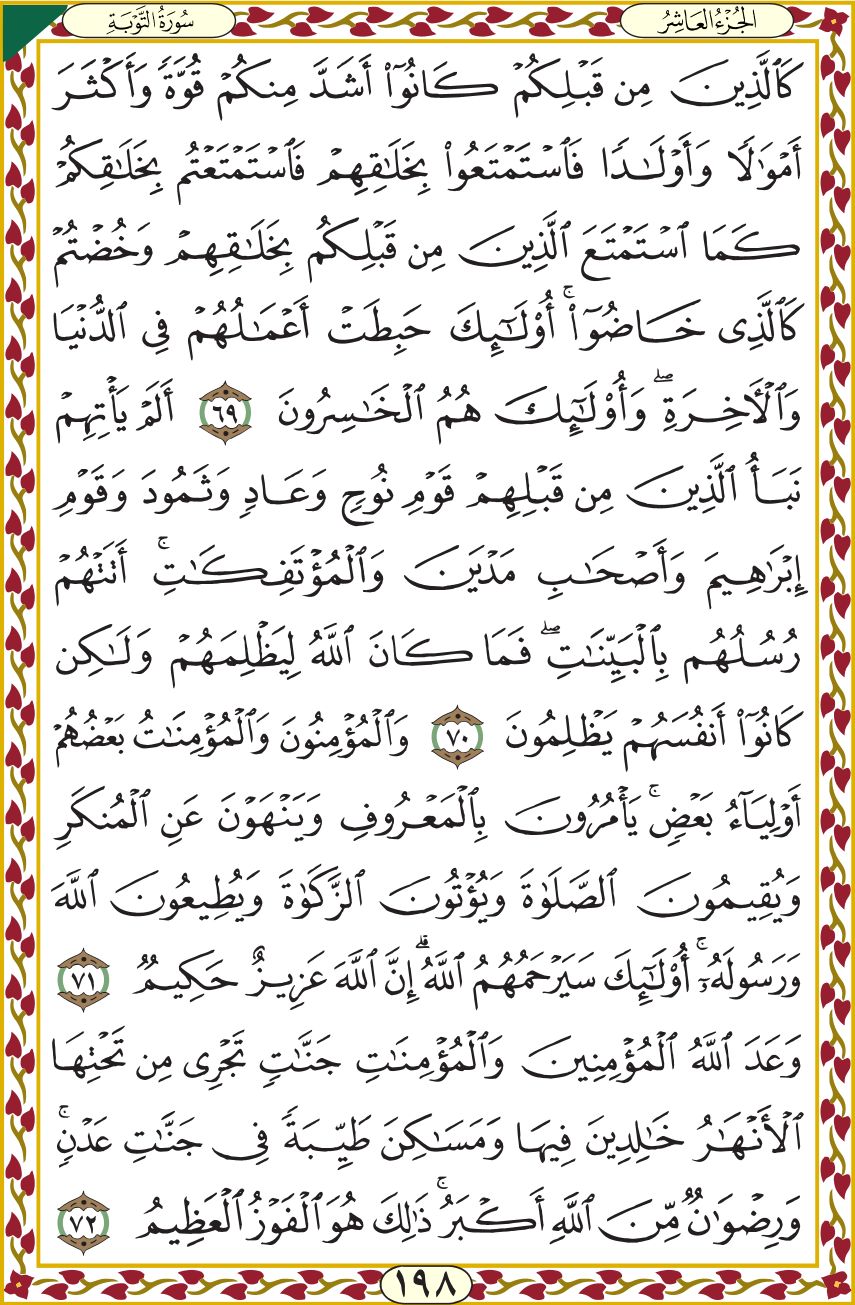 الجُزْءُ العَاشِرُ
سُورَةُ التَّوْبَةِ
كَٱلَّذِينَ مِن قَبْلِكُمْ كَانُوٓا۟ أَشَدَّ مِنكُمْ قُوَّةً وَأَكْثَرَ
أَمْوَٰلًا وَأَوْلَـٰدًا فَٱسْتَمْتَعُوا۟ بِخَلَـٰقِهِمْ فَٱسْتَمْتَعْتُم بِخَلَـٰقِكُمْ
كَمَا ٱسْتَمْتَعَ ٱلَّذِينَ مِن قَبْلِكُم بِخَلَـٰقِهِمْ وَخُضْتُمْ
كَٱلَّذِى خَاضُوٓا۟ ۚ أُو۟لَـٰٓئِكَ حَبِطَتْ أَعْمَـٰلُهُمْ فِى ٱلدُّنْيَا
وَٱلْـَٔاخِرَةِ ۖ وَأُو۟لَـٰٓئِكَ هُمُ ٱلْخَـٰسِرُونَ ٦٩ أَلَمْ يَأْتِهِمْ
نَبَأُ ٱلَّذِينَ مِن قَبْلِهِمْ قَوْمِ نُوحٍ وَعَادٍ وَثَمُودَ وَقَوْمِ
إِبْرَٰهِيمَ وَأَصْحَـٰبِ مَدْيَنَ وَٱلْمُؤْتَفِكَـٰتِ ۚ أَتَتْهُمْ
رُسُلُهُم بِٱلْبَيِّنَـٰتِ ۖ فَمَا كَانَ ٱللَّهُ لِيَظْلِمَهُمْ وَلَـٰكِن
كَانُوٓا۟ أَنفُسَهُمْ يَظْلِمُونَ ٧٠ وَٱلْمُؤْمِنُونَ وَٱلْمُؤْمِنَـٰتُ بَعْضُهُمْ
أَوْلِيَآءُ بَعْضٍ ۚ يَأْمُرُونَ بِٱلْمَعْرُوفِ وَيَنْهَوْنَ عَنِ ٱلْمُنكَرِ
وَيُقِيمُونَ ٱلصَّلَوٰةَ وَيُؤْتُونَ ٱلزَّكَوٰةَ وَيُطِيعُونَ ٱللَّهَ
وَرَسُولَهُۥٓ ۚ أُو۟لَـٰٓئِكَ سَيَرْحَمُهُمُ ٱللَّهُ ۗ إِنَّ ٱللَّهَ عَزِيزٌ حَكِيمٌ ٧١
وَعَدَ ٱللَّهُ ٱلْمُؤْمِنِينَ وَٱلْمُؤْمِنَـٰتِ جَنَّـٰتٍ تَجْرِى مِن تَحْتِهَا
ٱلْأَنْهَـٰرُ خَـٰلِدِينَ فِيهَا وَمَسَـٰكِنَ طَيِّبَةً فِى جَنَّـٰتِ عَدْنٍ ۚ
وَرِضْوَٰنٌ مِّنَ ٱللَّهِ أَكْبَرُ ۚ ذَٰلِكَ هُوَ ٱلْفَوْزُ ٱلْعَظِيمُ ٧٢
١٩٨